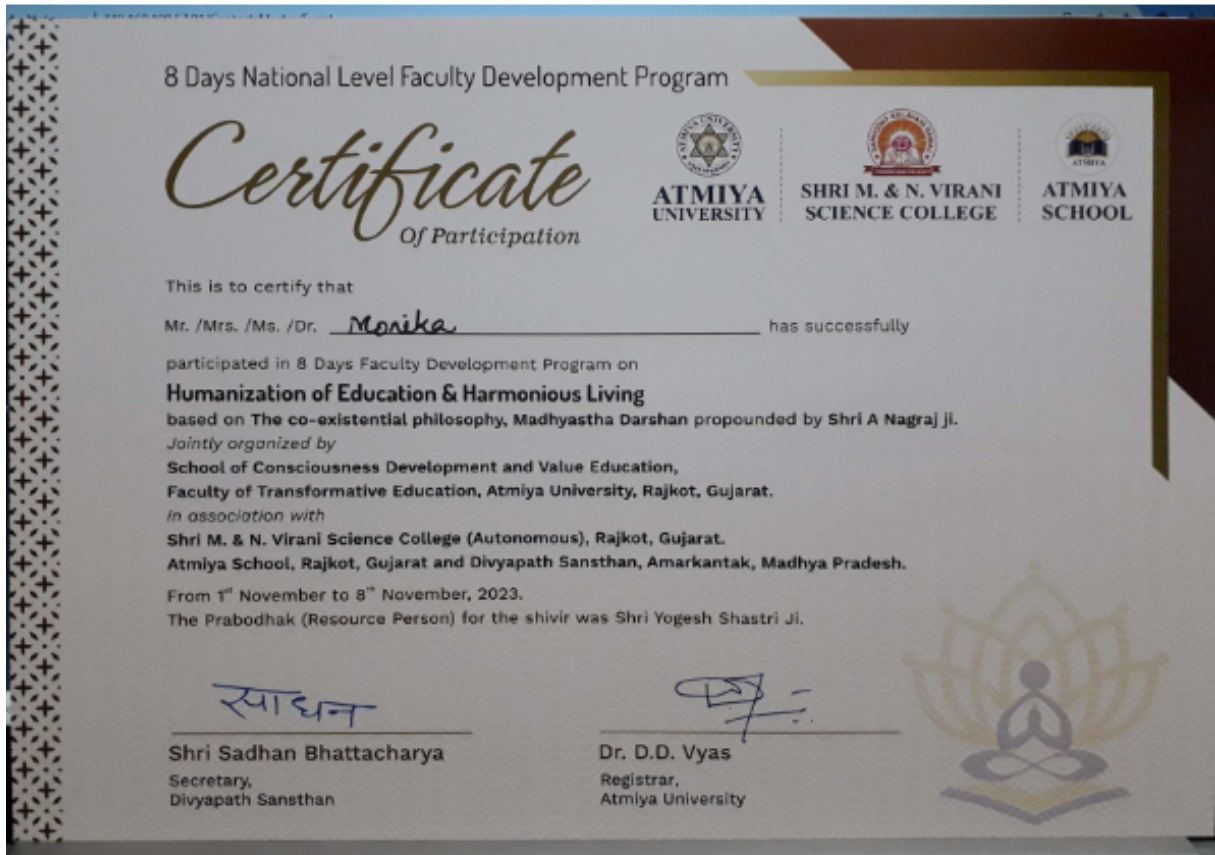 8 Days National Level Faculty Development Program
Certificate
Of Participation
ATMIYA UNIVERSITY
ATMIYA
UNIVERSITY
SHRI M. & N. VIRANI
SCIENCE COLLEGE
ATMIYA
ATMIYA
SCHOOL
This is to certify that
Mr. /Mrs. /Ms. /Dr. Monika has successfully
participated in 8 Days Faculty Development Program on
Humanization of Education & Harmonious Living
based on The co-existential philosophy, Madhyastha Darshan propounded by Shri A Nagraj ji.
Jointly organized by
School of Consciousness Development and Value Education,
Faculty of Transformative Education, Atmiya University, Rajkot, Gujarat.
in association with
Shri M. & N. Virani Science College (Autonomous), Rajkot, Gujarat.
Atmiya School, Rajkot, Gujarat and Divyapath Sansthan, Amarkantak, Madhya Pradesh.
From 1st November to 8th November, 2023.
The Prabodhak (Resource Person) for the shivir was Shri Yogesh Shastri Ji.
साधन
Shri Sadhan Bhattacharya
Secretary,
Divyapath Sansthan
Dr. D.D. Vyas
Registrar,
Atmiya University